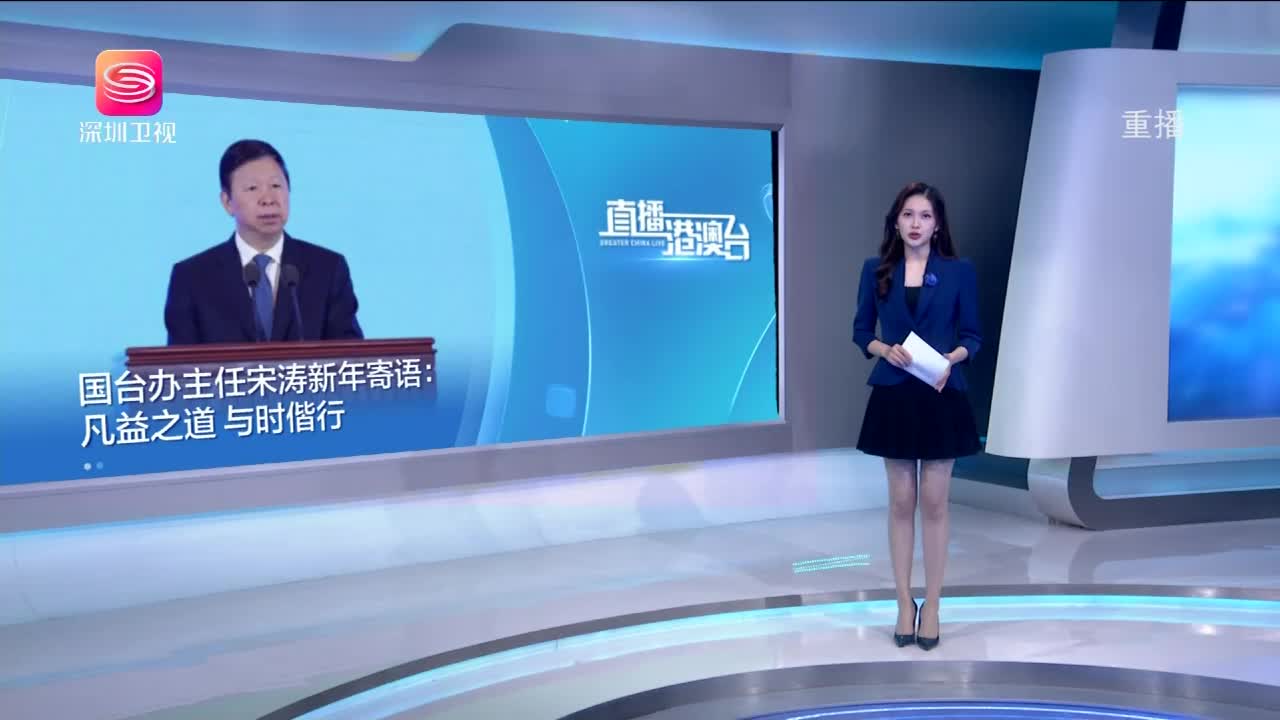 深圳卫视
重播
直播港澳台
GREATER CHINA LIVE
国台办主任宋涛新年寄语:
凡益之道 与时偕行